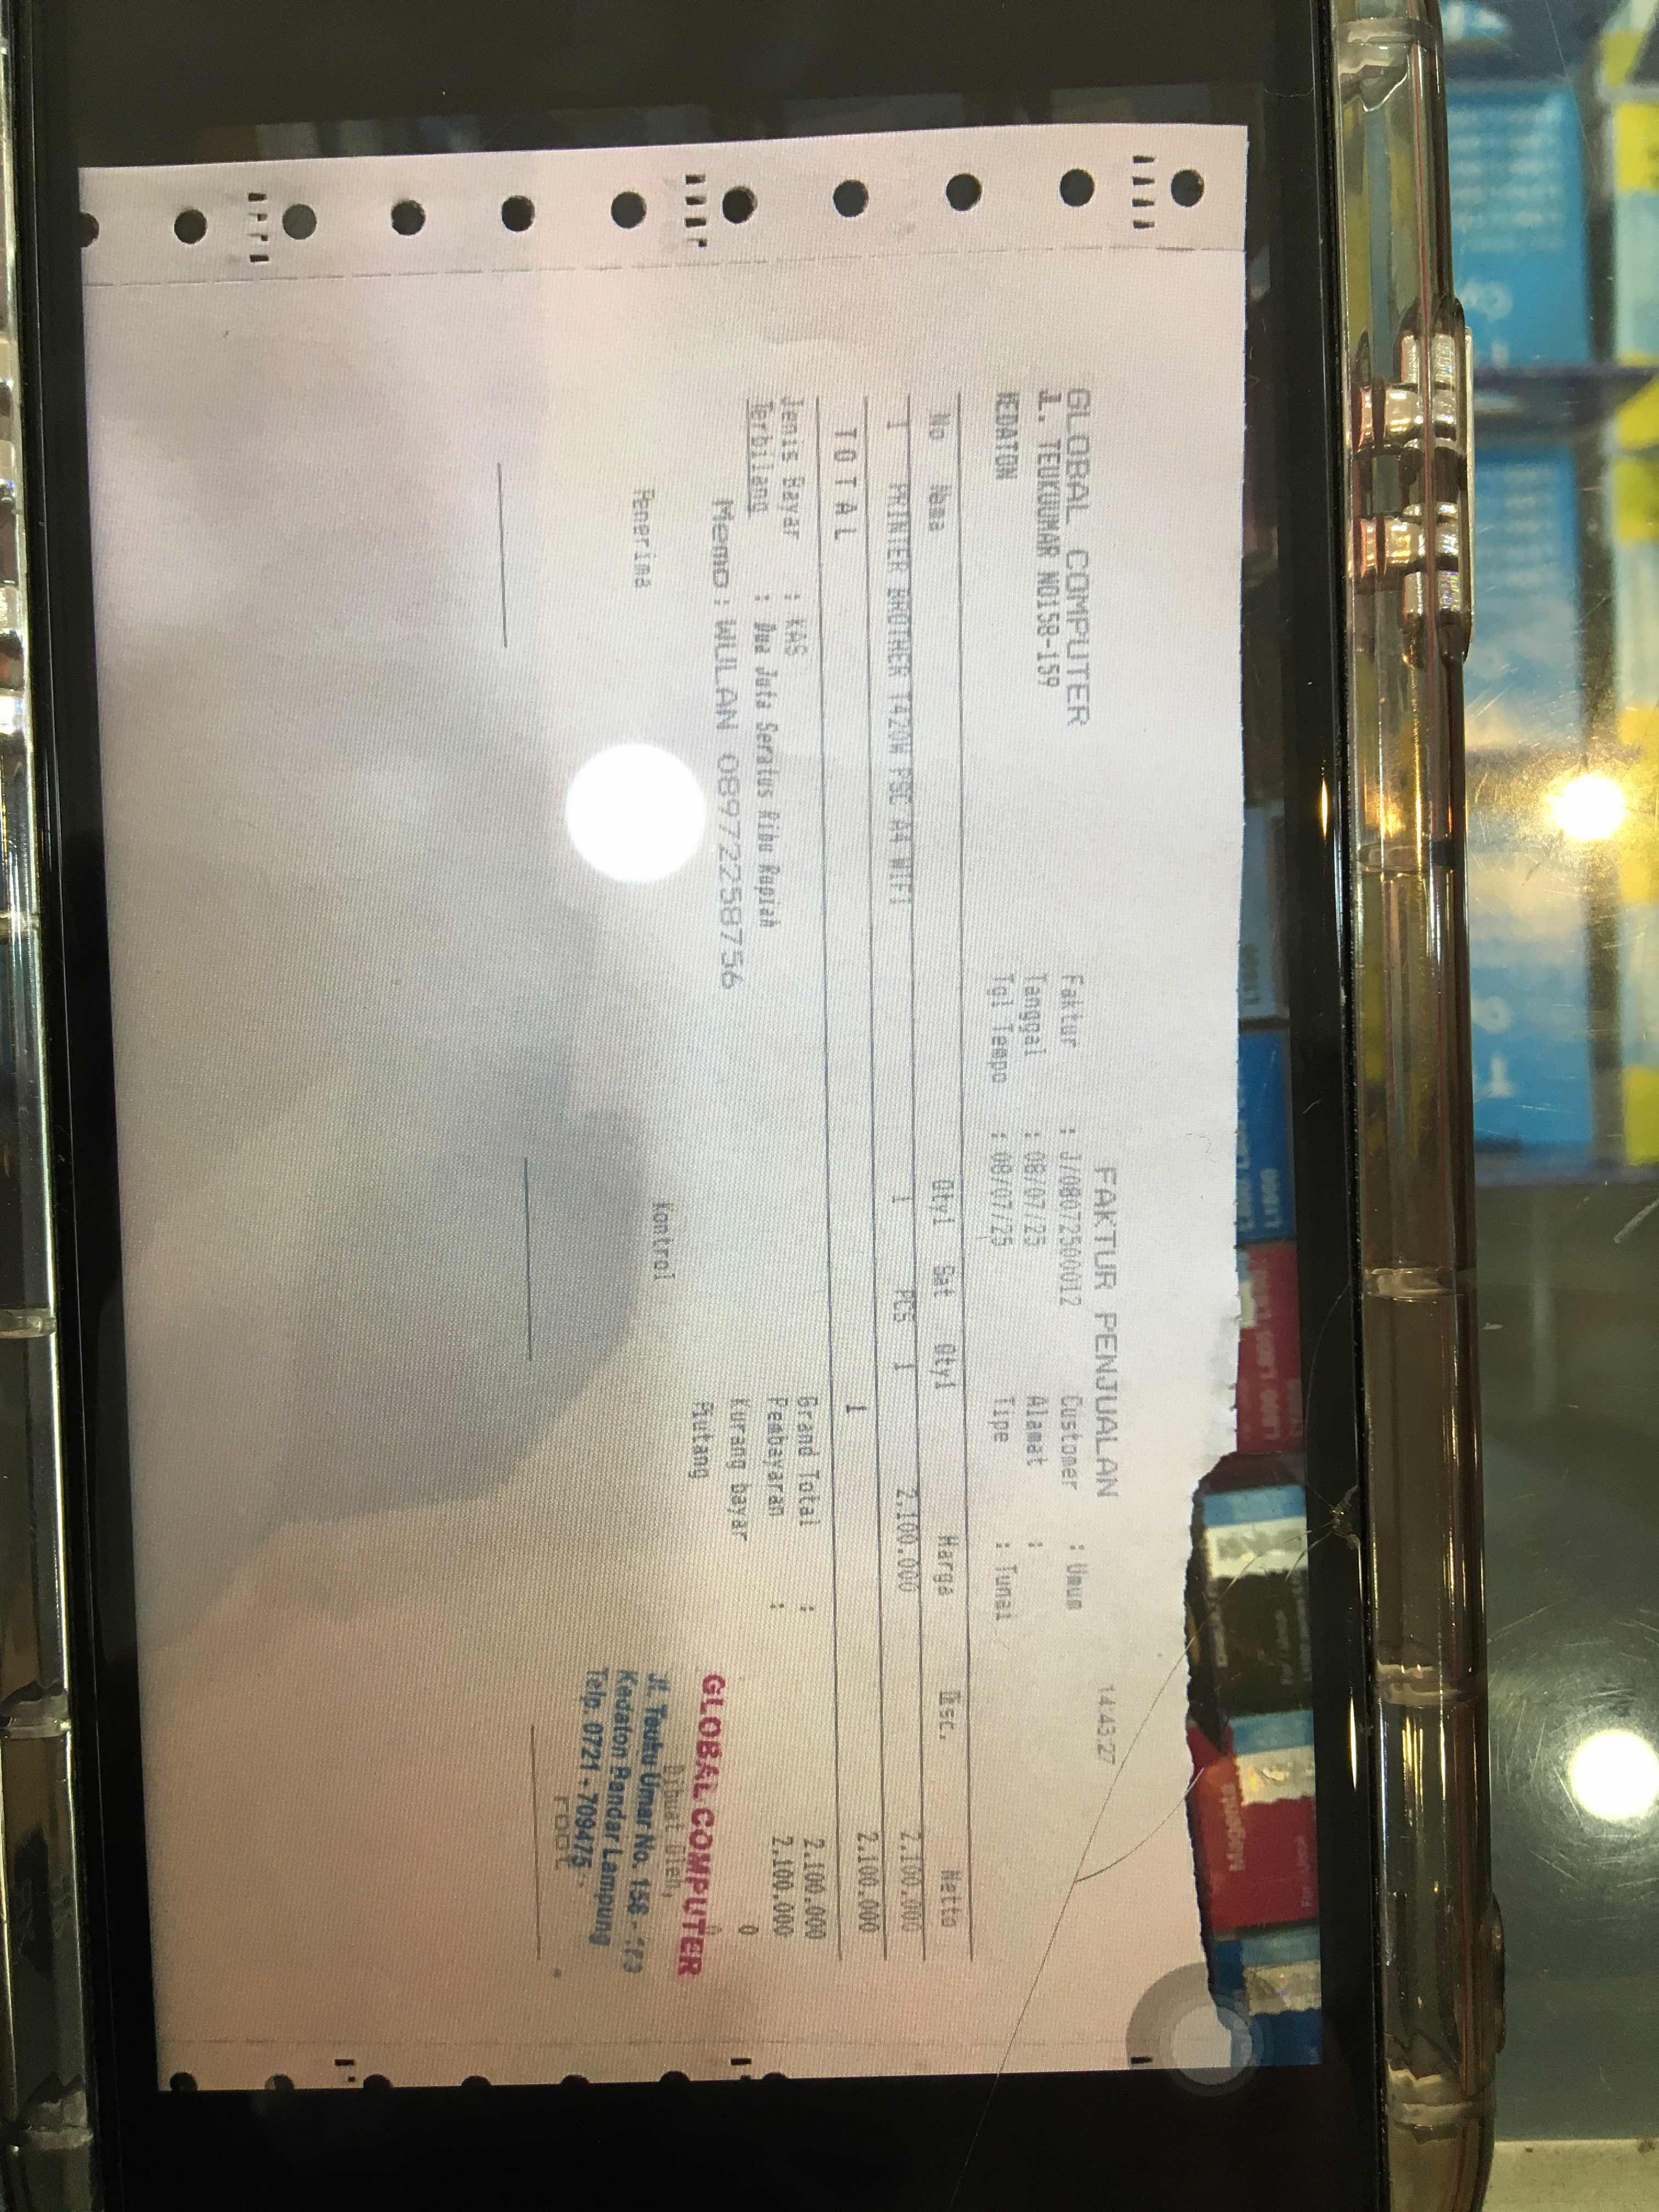 FAKTUR PENJUALAN 14:43:27
GLOBAL COMPUTER
Faktur : J/08072500012 Customer : Umum
J. TEUKUUMAR NO158-159
Tanggal : 08/07/25 Alamat :
KEDATON
Tgl Tempo : 08/07/25 Tipe : Tunai
No Nama Qty1 Sat Qty1 Harga Disc. Netto
1 PRINTER BROTHER T420W PSC A4 WIFI 1 PCS 1 2.100.000 2.100.000
T O T A L 1 2.100.000
Jenis Bayar : KAS Grand Total : 2.100.000
Terbilang : Dua Juta Seratus Ribu Rupiah Pembayaran : 2.100.000
Memo : WULAN 08972258756 Kurang bayar 0
Piutang 0
Penerima Kontrol Dibuat Oleh,
GLOBAL COMPUTER
Jl. Teuku Umar No. 158 -
Kedaton Bandar Lampung
Telp. 0721 - 709475
root
Magenta